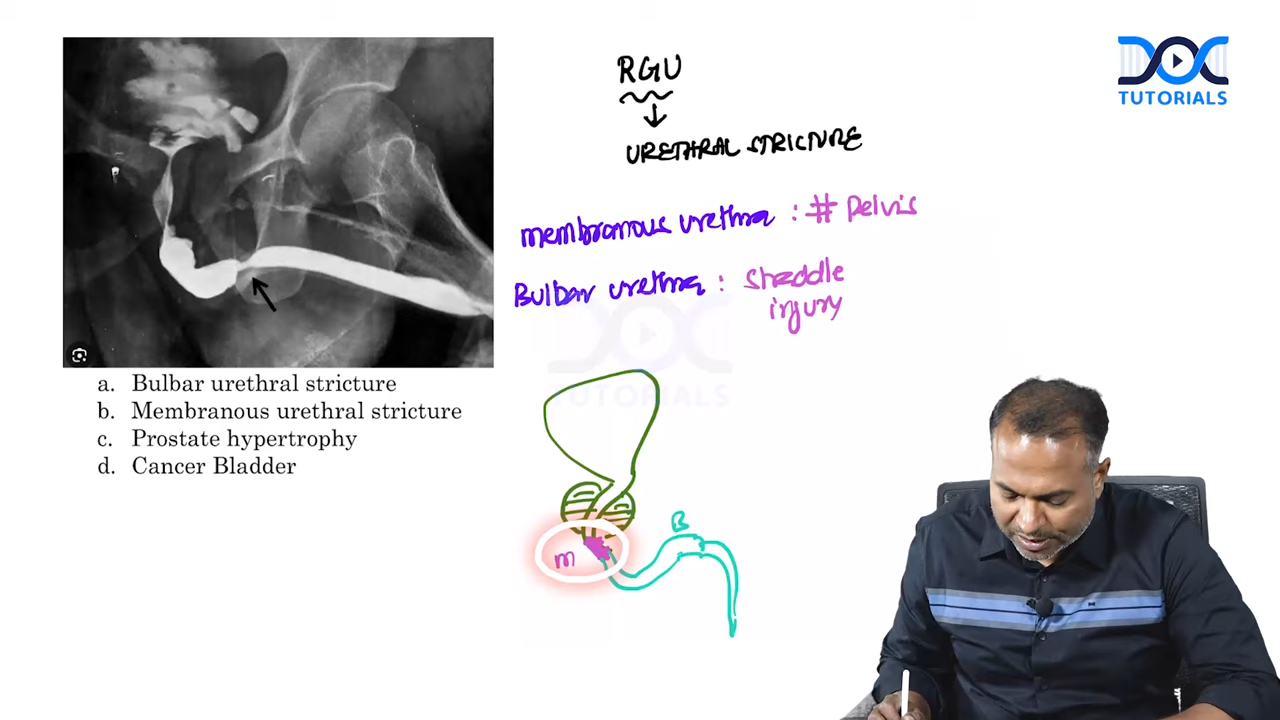 RGU
URETHRAL STRICTURE
membranous urethra : # Pelvis
Bulbar urethra : Straddle
injury
a. Bulbar urethral stricture
b. Membranous urethral stricture
c. Prostate hypertrophy
d. Cancer Bladder
B
m
TUTORIALS
TUTORIALS